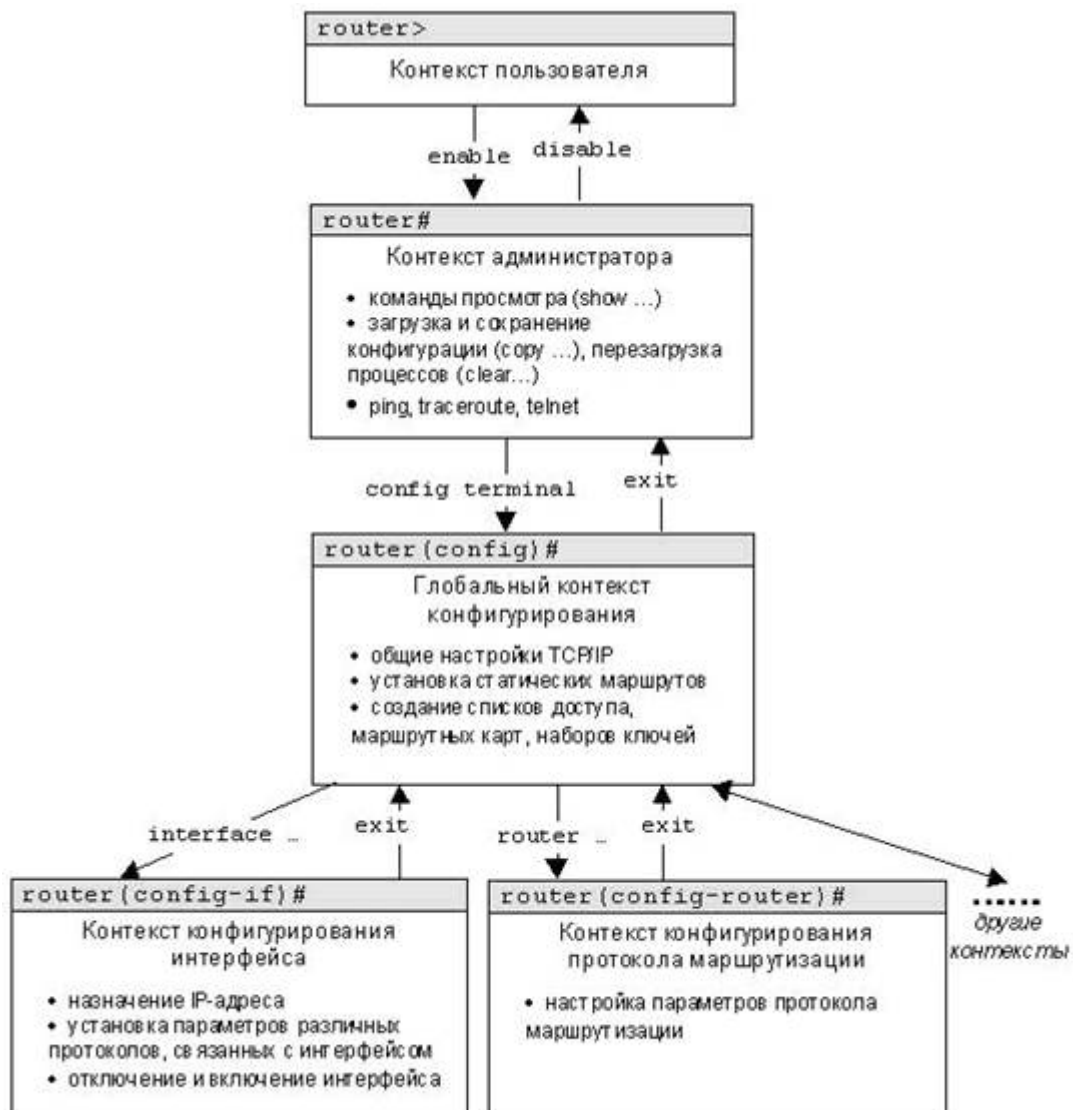 router>
Контекст пользователя
enable
disable
router#
Контекст администратора
• команды просмотра (show ...)
• загрузка и сохранение
конфигурации (copy ...), перезагрузка
процессов (clear...)
• ping, traceroute, telnet
config terminal
exit
router(config)#
Глобальный контекст
конфигурирования
• общие настройки TCP/IP
• установка статических маршрутов
• создание списков доступа,
маршрутных карт, наборов ключей
interface …
exit
router …
exit
router(config-if)#
Контекст конфигурирования
интерфейса
• назначение IP-адреса
• установка параметров различных
протоколов, связанных с интерфейсом
• отключение и включение интерфейса
router(config-router)#
Контекст конфигурирования
протокола маршрутизации
• настройка параметров протокола
маршрутизации
другие
контексты